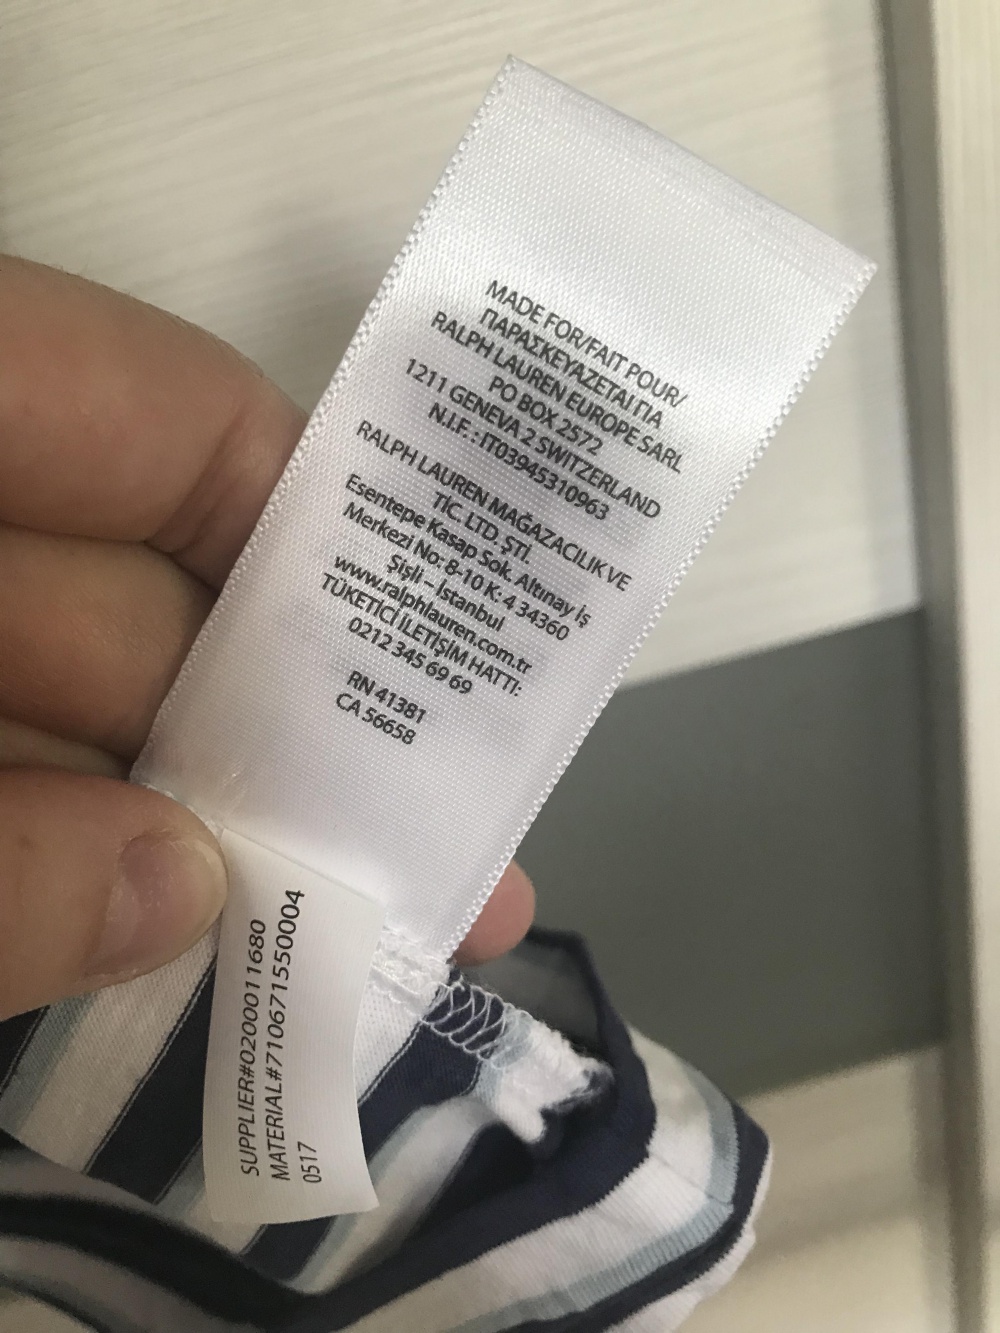 MADE FOR/FAIT POUR/
ΠΑΡΑΣΚΕΥΑΖΕΤΑΙ ΓΙΑ
RALPH LAUREN EUROPE SARL
PO BOX 2572
1211 GENEVA 2 SWITZERLAND
N.I.F. : IT03945310963
RALPH LAUREN MAĞAZACILIK VE
TİC. LTD. ŞTİ.
Esentepe Kasap Sok. Altınay İş
Merkezi No: 8-10 K: 4 34360
Şişli – İstanbul
www.ralphlauren.com.tr
TÜKETİCİ İLETİŞİM HATTI:
0212 345 69 69
RN 41381
CA 56658
SUPPLIER#0200011680
MATERIAL#710671550004
0517